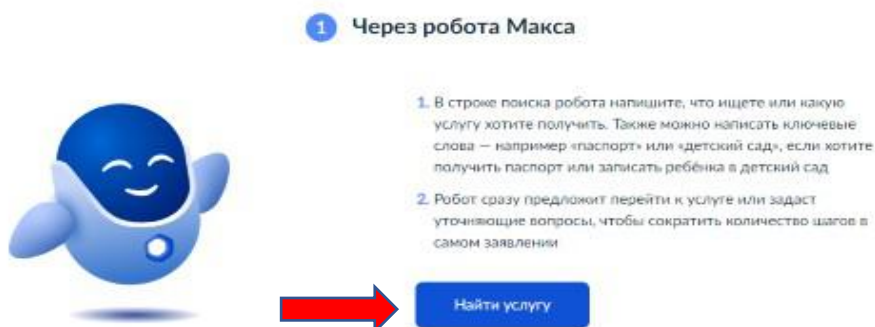 1 Через робота Макса
1. В строке поиска робота напишите, что ищете или какую
услугу хотите получить. Также можно написать ключевые
слова — например «паспорт» или «детский сад», если хотите
получить паспорт или записать ребёнка в детский сад
2. Робот сразу предложит перейти к услуге или задаст
уточняющие вопросы, чтобы сократить количество шагов в
самом заявлении
Найти услугу